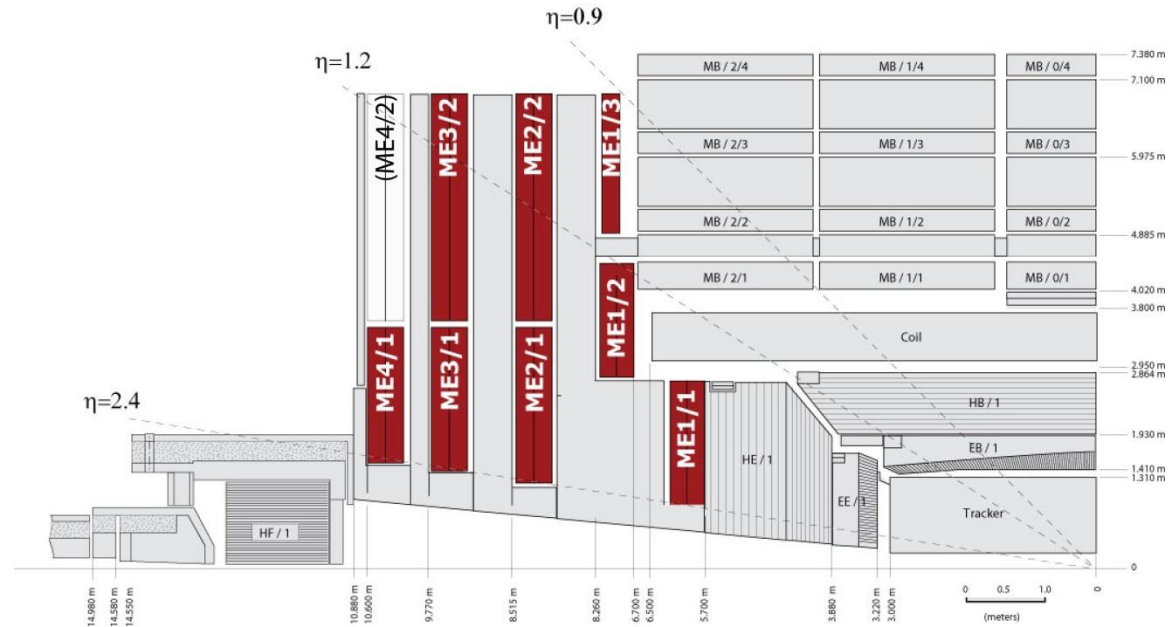 η=0.9
η=1.2
η=2.4
MB / 2/4
MB / 1/4
MB / 0/4
MB / 2/3
MB / 1/3
MB / 0/3
MB / 2/2
MB / 1/2
MB / 0/2
MB / 2/1
MB / 1/1
MB / 0/1
(ME4/2)
ME3/2
ME2/2
ME1/3
ME1/2
ME4/1
ME3/1
ME2/1
ME1/1
Coil
HB / 1
EB / 1
HE / 1
EE / 1
Tracker
HF / 1
7.380 m
7.100 m
5.975 m
4.885 m
4.020 m
3.800 m
2.950 m
2.864 m
1.930 m
1.410 m
1.310 m
0
14.980 m
14.580 m
14.550 m
10.880 m
10.600 m
9.770 m
8.515 m
8.260 m
6.700 m
6.500 m
5.700 m
3.880 m
3.220 m
3.000 m
0
0 1.0
(meters)